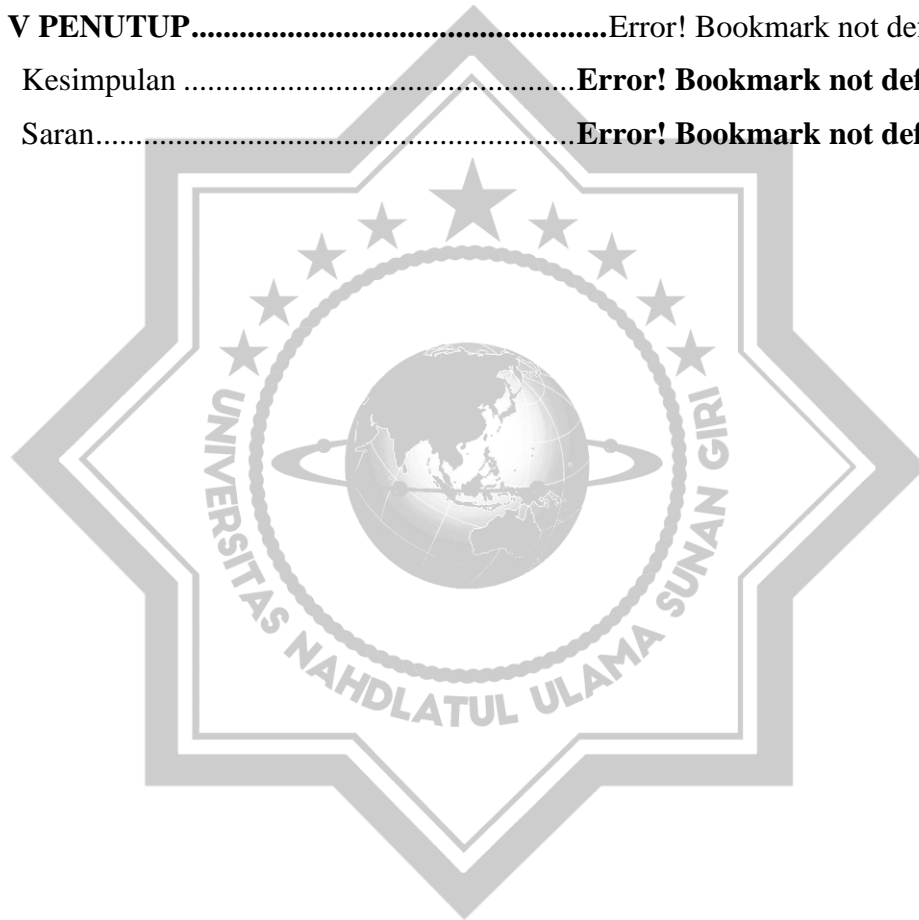 V PENUTUP.....................................................Error! Bookmark not def
Kesimpulan ..................................................Error! Bookmark not def
Saran.............................................................Error! Bookmark not def
UNIVERSITAS NAHDLATUL ULAMA SUNAN GIRI